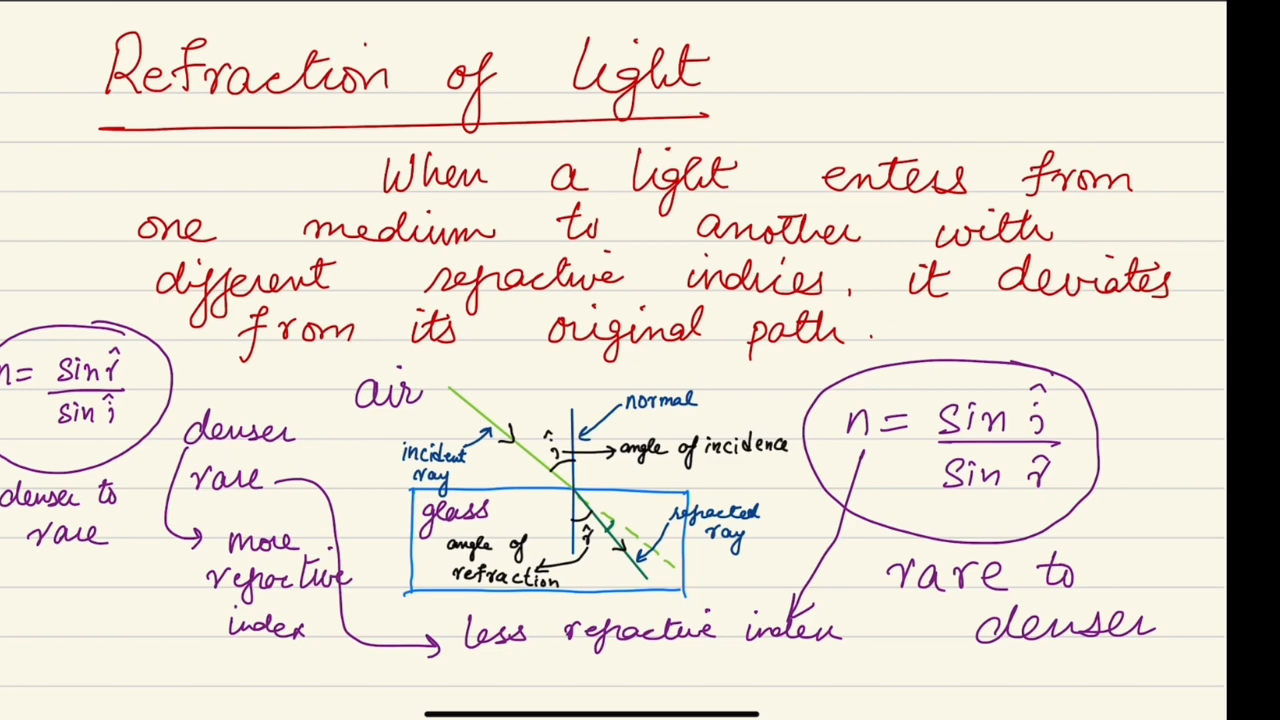 Refraction of light
When a light enters from
one medium to another with
different refractive indices, it deviates
from its original path.
n = sin r̂ / sin î
denser to
rare
denser
rare
more
refractive
index
air
normal
incident
ray
î
angle of incidence
glass
refracted
ray
angle of
refraction
r̂
less refractive index
n = sin î / sin r̂
rare to
denser